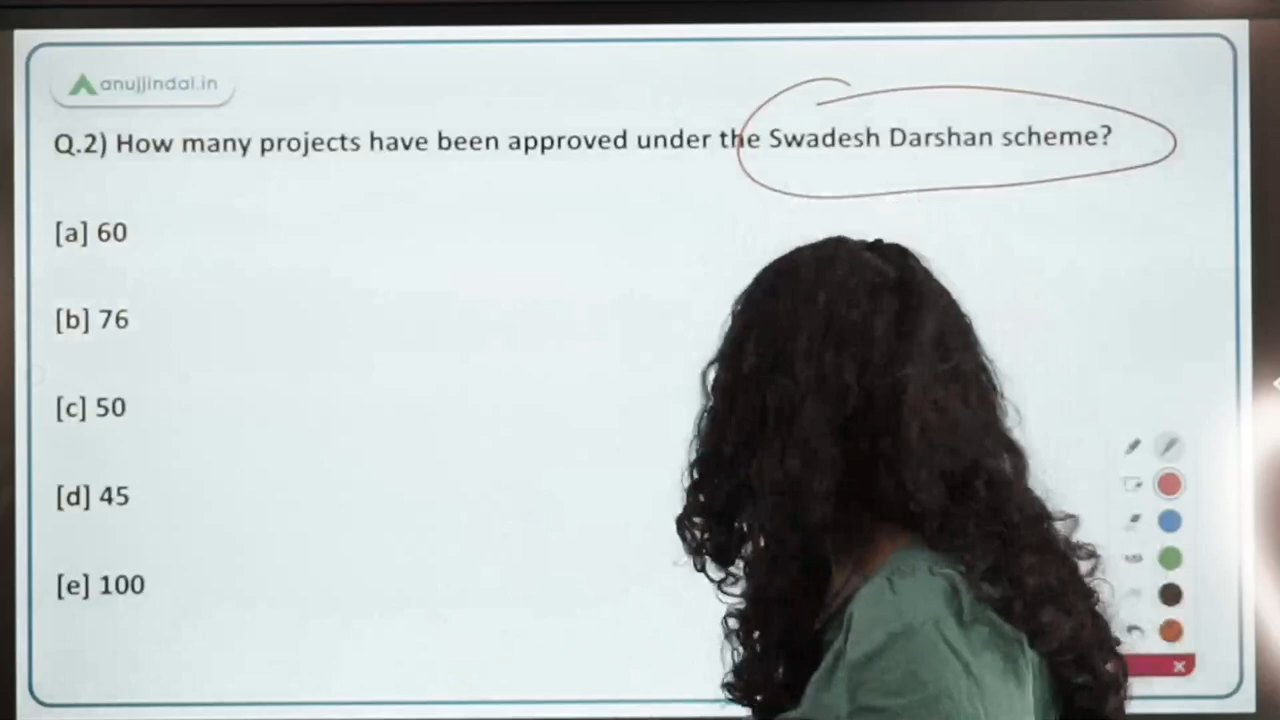 anujjindal.in
Q.2) How many projects have been approved under the Swadesh Darshan scheme?
[a] 60
[b] 76
[c] 50
[d] 45
[e] 100